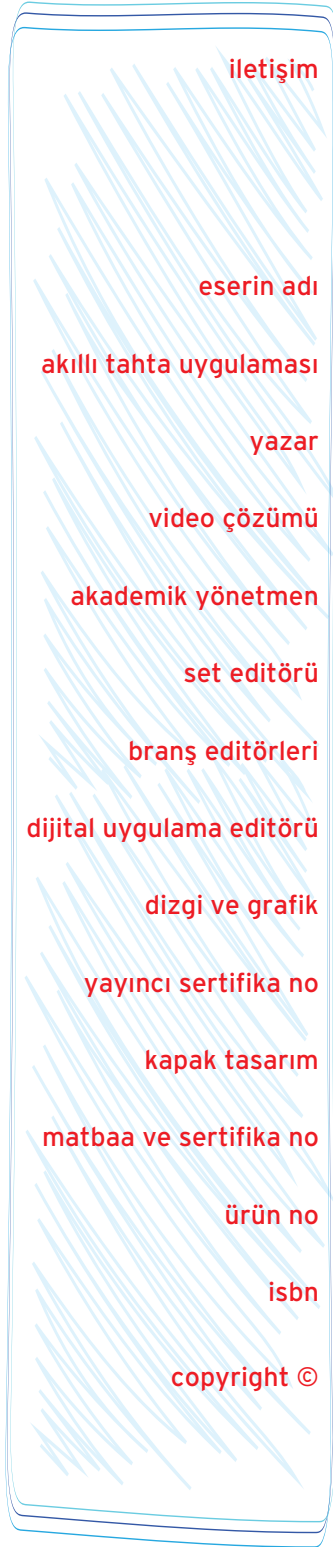 iletişim
eserin adı
akıllı tahta uygulaması
yazar
video çözümü
akademik yönetmen
set editörü
branş editörleri
dijital uygulama editörü
dizgi ve grafik
yayıncı sertifika no
kapak tasarım
matbaa ve sertifika no
ürün no
isbn
copyright ©